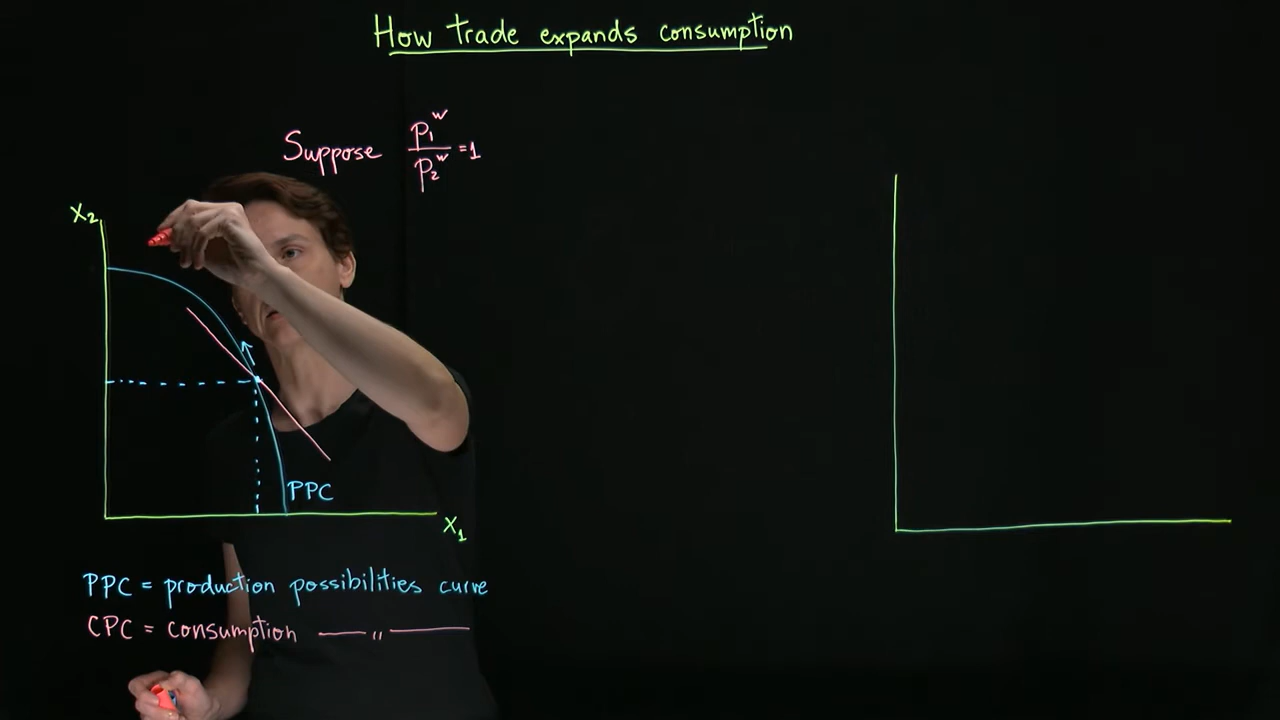 How trade expands consumption
Suppose p₁ʷ/p₂ʷ = 1
X₂
PPC
X₁
PPC = production possibilities curve
CPC = consumption —— " ——